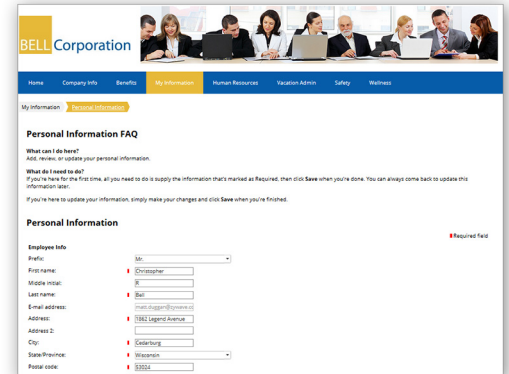 BELL Corporation
Home Company Info Benefits My Information Human Resources Vacation Admin Safety Wellness
My Information Personal Information
Personal Information FAQ
What can I do here?
Add, review, or update your personal information.
What do I need to do?
If you're here for the first time, all you need to do is supply the information that's marked as Required, then click Save when you're done. You can always come back to update this
information later.
If you're here to update your information, simply make your changes and click Save when you're finished.
Personal Information
Required field
Employee Info
Prefix: Mr.
First name: Christopher
Middle initial: R
Last name: Bell
E-mail address: matt.duggan@zywave.c
Address: 1862 Legend Avenue
Address 2:
City: Cedarburg
State/Province: Wisconsin
Postal code: 53024